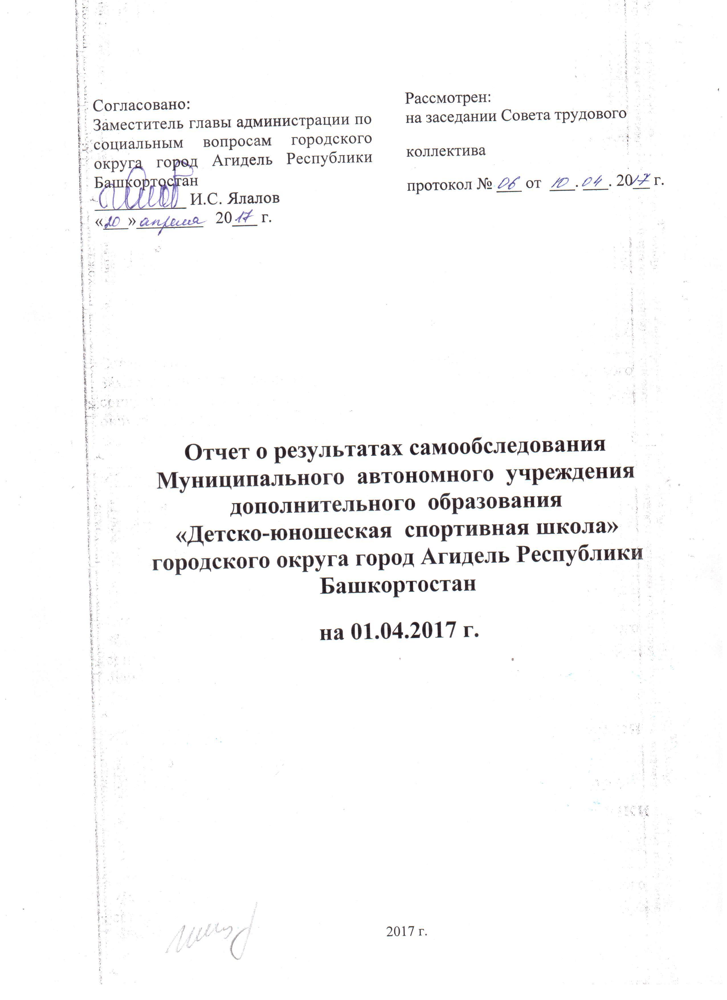 Согласовано:
Заместитель главы администрации по
социальным вопросам городского
округа город Агидель Республики
Башкортостан
И.С. Ялалов
«20» апреля 2017 г.
Рассмотрен:
на заседании Совета трудового
коллектива
протокол № 06 от 10.04.2017 г.
Отчет о результатах самообследования
Муниципального автономного учреждения
дополнительного образования
«Детско-юношеская спортивная школа»
городского округа город Агидель Республики
Башкортостан
на 01.04.2017 г.
2017 г.